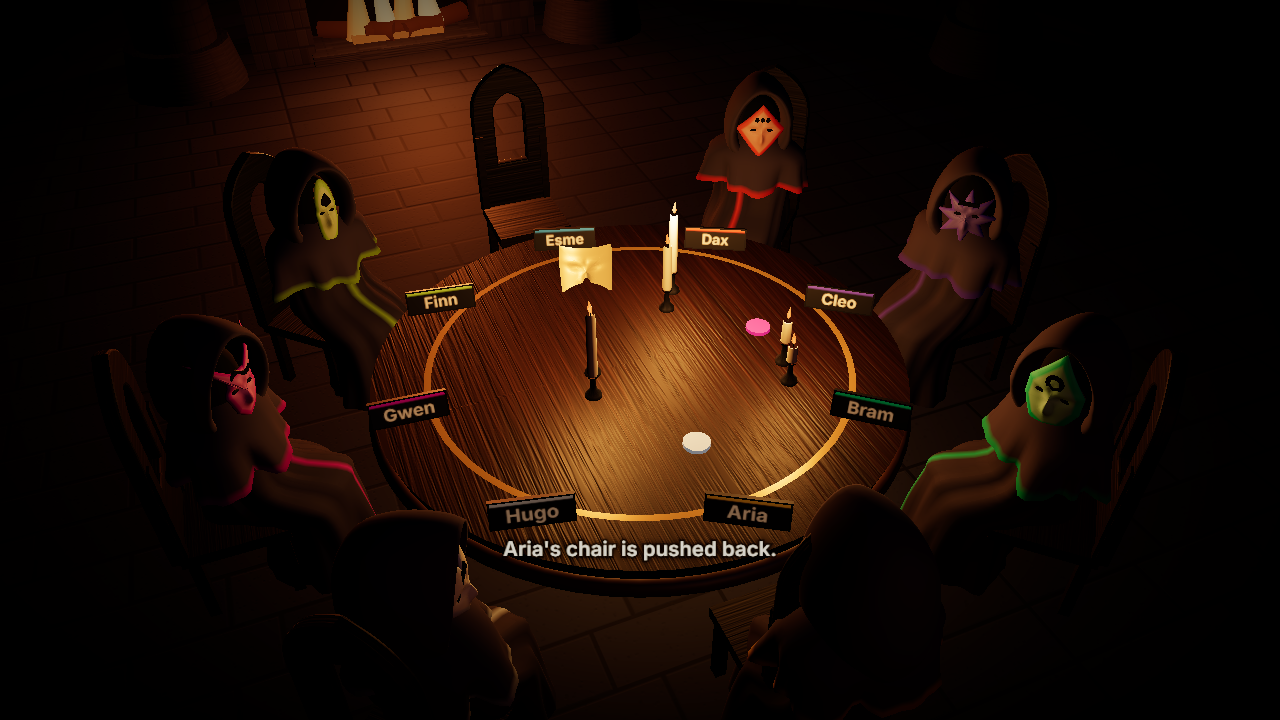 Esme
Dax
Finn
Cleo
Gwen
Bram
Hugo
Aria
Aria's chair is pushed back.